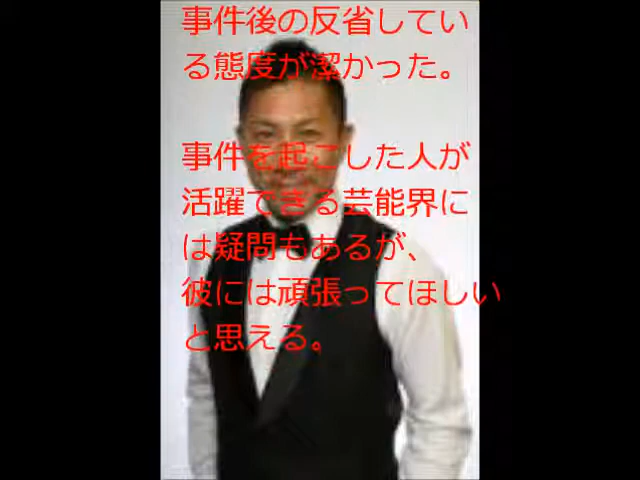 事件後の反省してい
る態度が潔かった。
事件を起こした人が
活躍できる芸能界に
は疑問もあるが、
彼には頑張ってほしい
と思える。